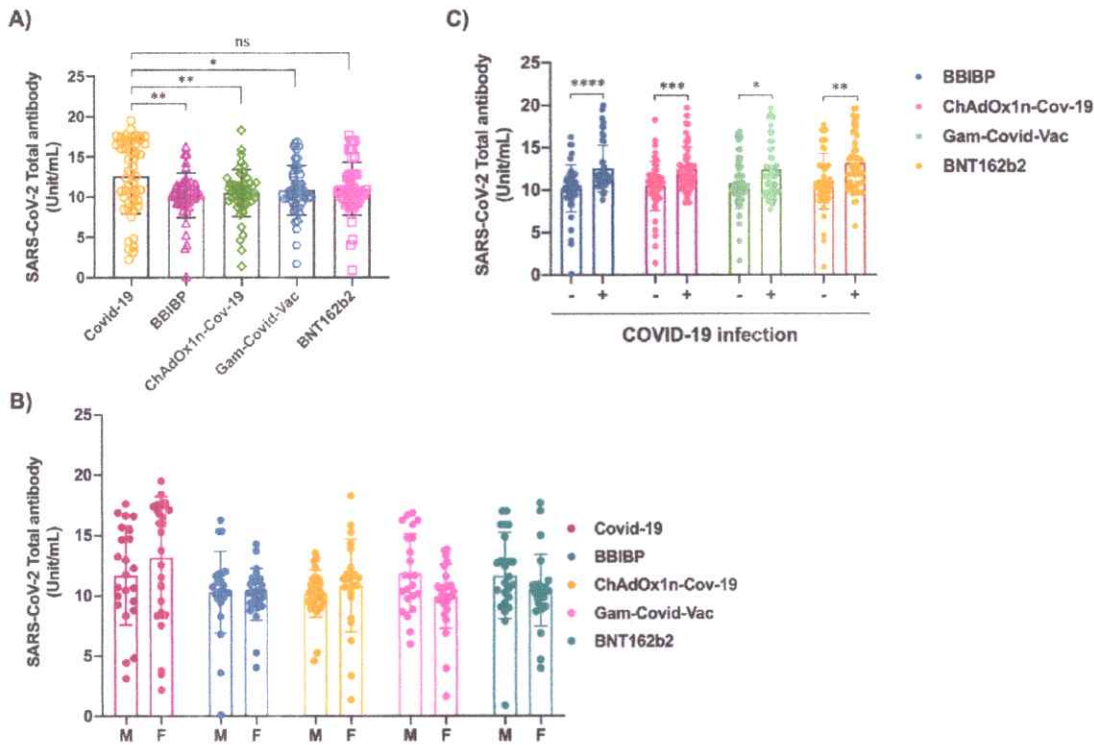 A)
ns
*
**
**
SARS-CoV-2 Total antibody
(Unit/mL)
25
20
15
10
5
0
Covid-19
BBIBP
ChAdOx1n-Cov-19
Gam-Covid-Vac
BNT162b2
C)
SARS-CoV-2 Total antibody
(Unit/mL)
25
20
15
10
5
0
****
***
*
**
- + - + - + - +
COVID-19 infection
BBIBP
ChAdOx1n-Cov-19
Gam-Covid-Vac
BNT162b2
B)
SARS-CoV-2 Total antibody
(Unit/mL)
25
20
15
10
5
0
M F M F M F M F M F
Covid-19
BBIBP
ChAdOx1n-Cov-19
Gam-Covid-Vac
BNT162b2